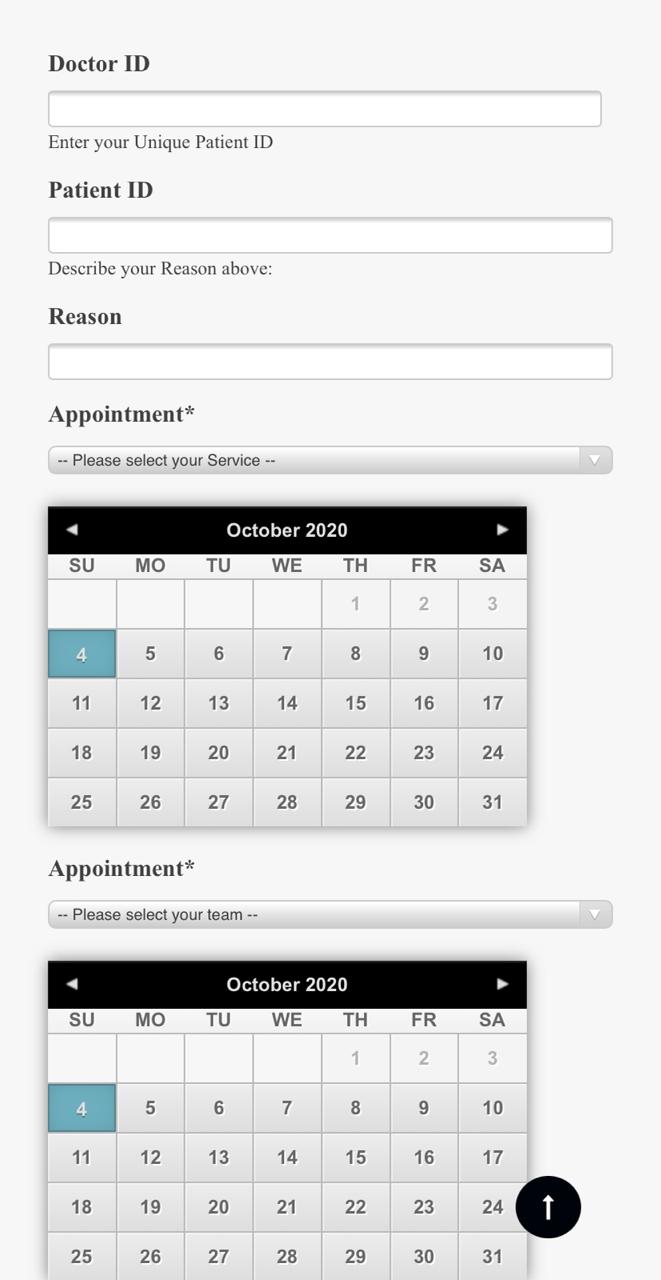 Doctor ID
Enter your Unique Patient ID
Patient ID
Describe your Reason above:
Reason
Appointment*
-- Please select your Service --
October 2020
SU MO TU WE TH FR SA
1 2 3
4 5 6 7 8 9 10
11 12 13 14 15 16 17
18 19 20 21 22 23 24
25 26 27 28 29 30 31
Appointment*
-- Please select your team --
October 2020
SU MO TU WE TH FR SA
1 2 3
4 5 6 7 8 9 10
11 12 13 14 15 16 17
18 19 20 21 22 23 24
25 26 27 28 29 30 31